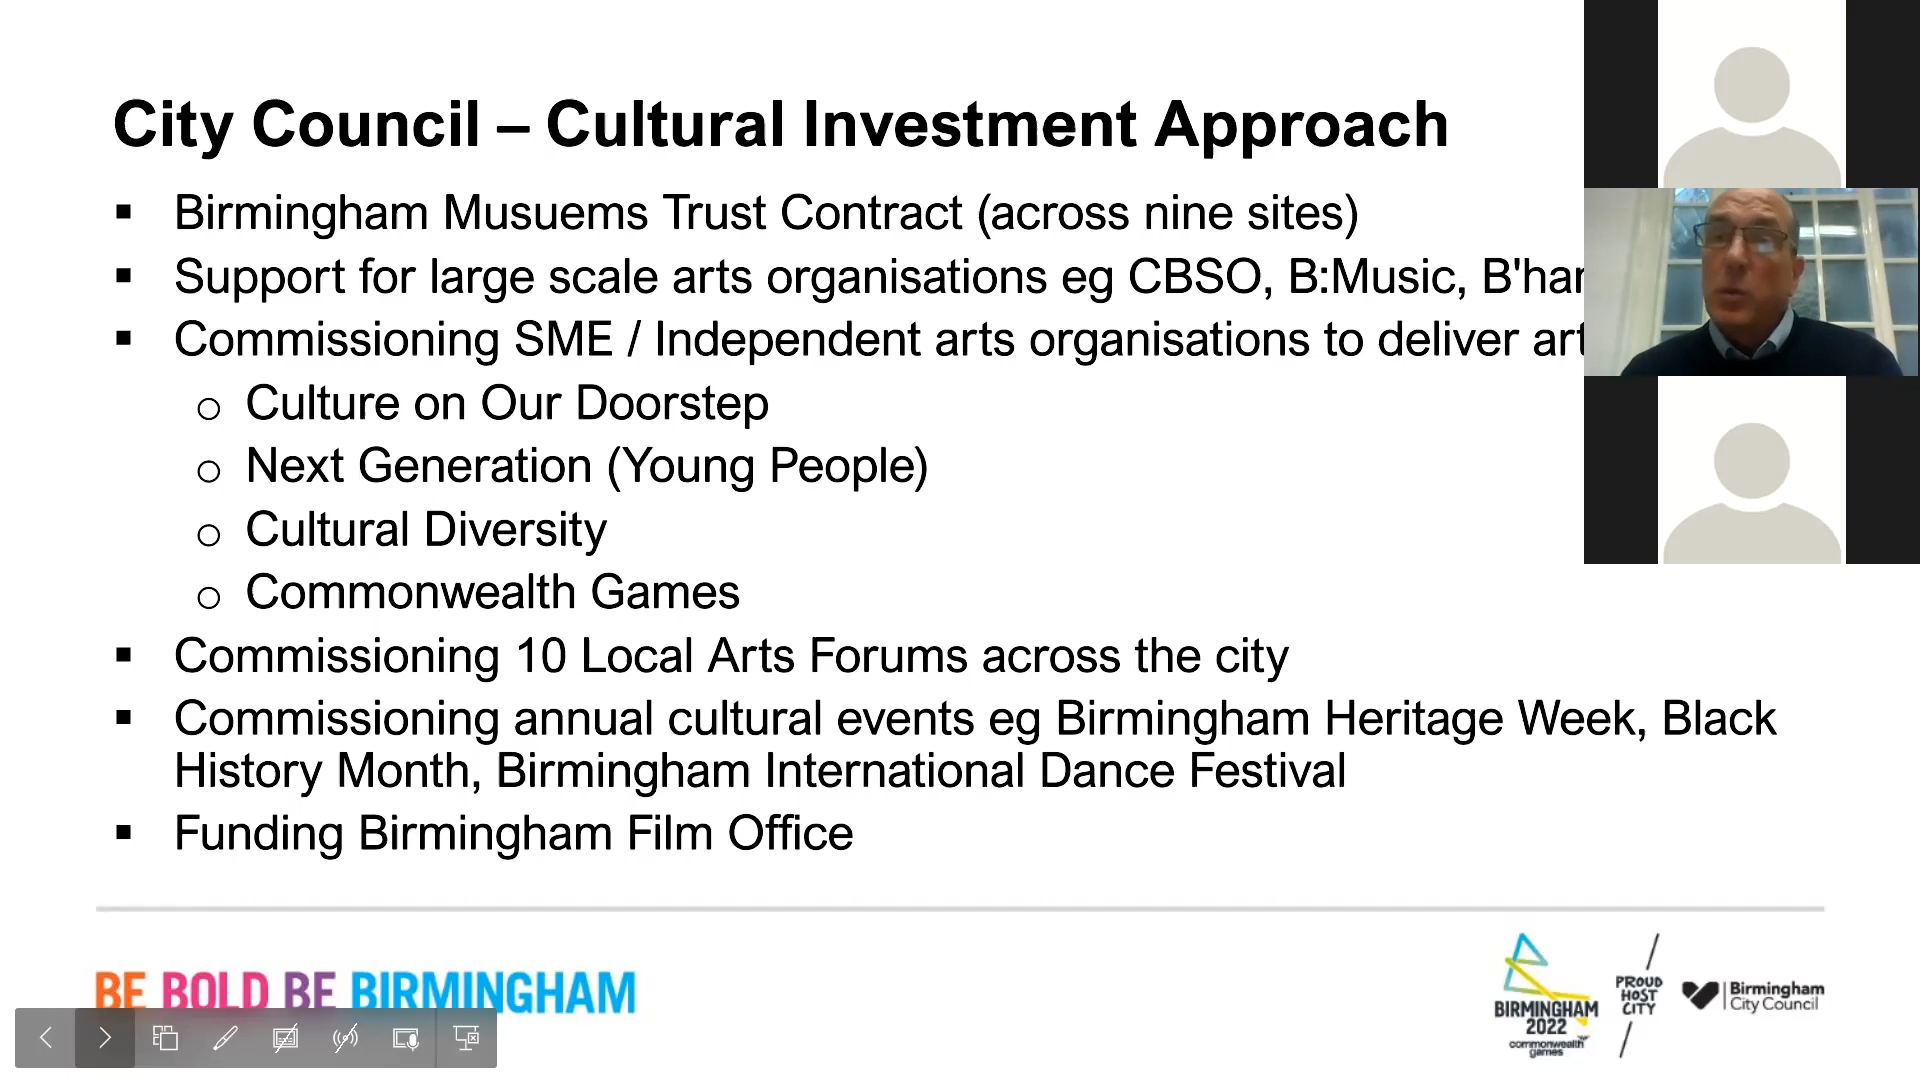 City Council – Cultural Investment Approach
▪ Birmingham Musuems Trust Contract (across nine sites)
▪ Support for large scale arts organisations eg CBSO, B:Music, B'ham
▪ Commissioning SME / Independent arts organisations to deliver art
o Culture on Our Doorstep
o Next Generation (Young People)
o Cultural Diversity
o Commonwealth Games
▪ Commissioning 10 Local Arts Forums across the city
▪ Commissioning annual cultural events eg Birmingham Heritage Week, Black
History Month, Birmingham International Dance Festival
▪ Funding Birmingham Film Office
BE BOLD BE BIRMINGHAM
BIRMINGHAM
2022
commonwealth
games
PROUD
HOST
CITY
Birmingham
City Council